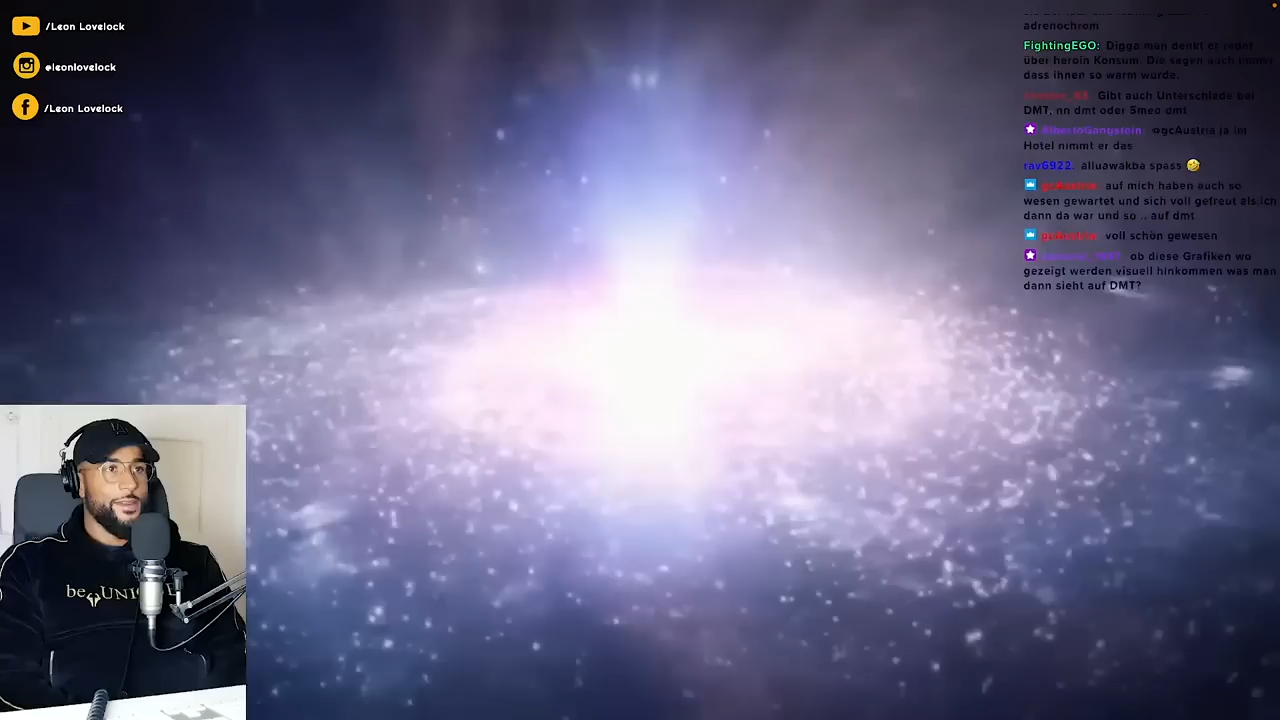 /Leon Lovelock
@leonlovelock
/Leon Lovelock
adrenochrom
FightingEGO: Digga man denkt er redet
über heroin Konsum. Die sagen auch immer
dass ihnen so warm wurde.
Gibt auch Unterschiede bei
DMT, nn dmt oder 5meo dmt
AlbertoGangstein: @gcAustria ja im
Hotel nimmt er das
rav6922: alluawakba spass 🤣
gcAustria: auf mich haben auch so
wesen gewartet und sich voll gefreut als ich
dann da war und so .. auf dmt
gcAustria: voll schön gewesen
ob diese Grafiken wo
gezeigt werden visuell hinkommen was man
dann sieht auf DMT?
be UNI